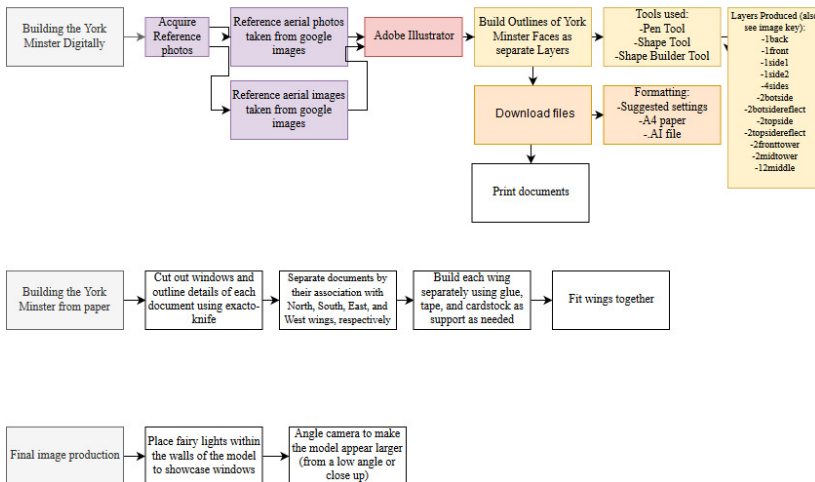 Building the York
Minster Digitally
Acquire
Reference
photos
Reference aerial photos
taken from google
images
Reference aerial images
taken from google
images
Adobe Illustrator
Build Outlines of York
Minster Faces as
separate Layers
Tools used:
-Pen Tool
-Shape Tool
-Shape Builder Tool
Layers Produced (also
see image key):
-1back
-1front
-1side1
-1side2
-4sides
-2botside
-2botsidereflect
-2topside
-2topsidereflect
-2fronttower
-2midtower
-12middle
Download files
Formatting:
-Suggested settings
-A4 paper
-.AI file
Print documents
Building the York
Minster from paper
Cut out windows and
outline details of each
document using exacto-
knife
Separate documents by
their association with
North, South, East, and
West wings, respectively
Build each wing
separately using glue,
tape, and cardstock as
support as needed
Fit wings together
Final image production
Place fairy lights within
the walls of the model
to showcase windows
Angle camera to make
the model appear larger
(from a low angle or
close up)